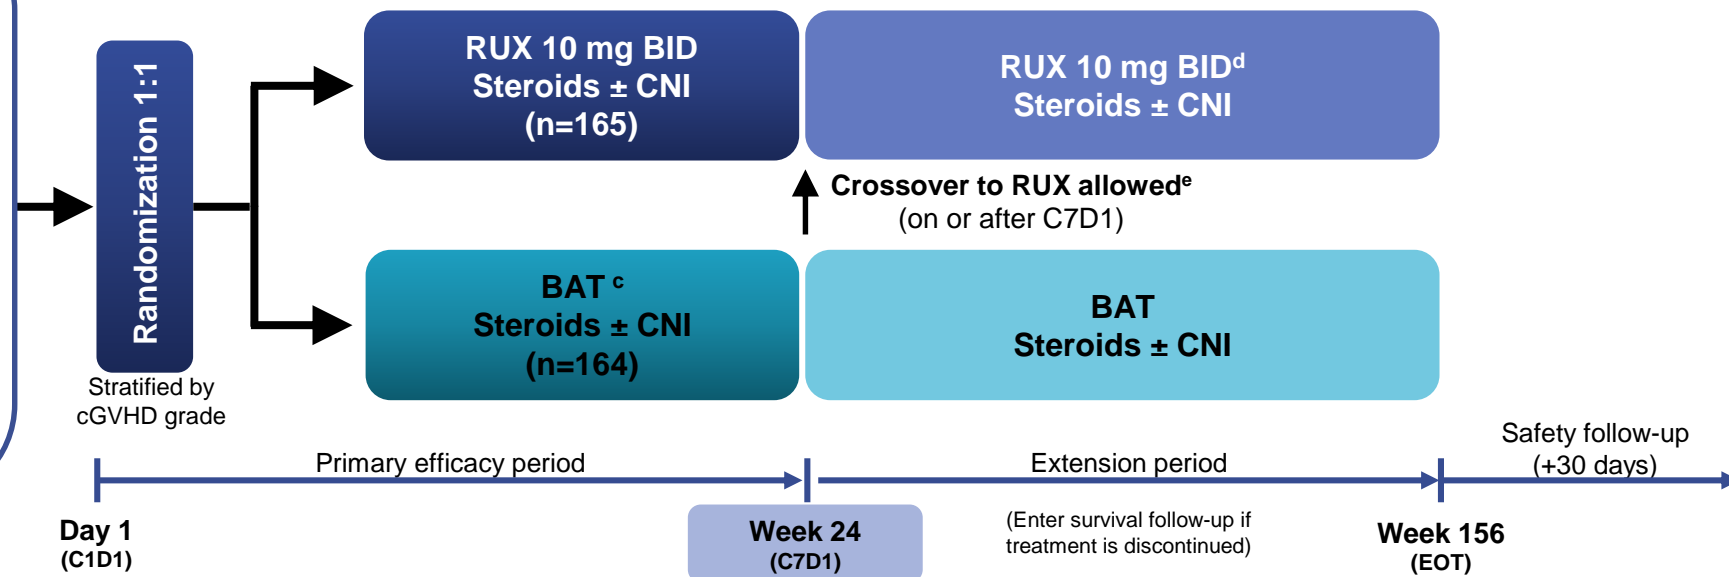 Randomization 1:1
Stratified by
cGVHD grade
RUX 10 mg BID
Steroids ± CNI
(n=165)
RUX 10 mg BIDᵈ
Steroids ± CNI
Crossover to RUX allowedᵉ
(on or after C7D1)
BAT ᶜ
Steroids ± CNI
(n=164)
BAT
Steroids ± CNI
Primary efficacy period
Extension period
Safety follow-up
(+30 days)
Day 1
(C1D1)
Week 24
(C7D1)
(Enter survival follow-up if
treatment is discontinued)
Week 156
(EOT)